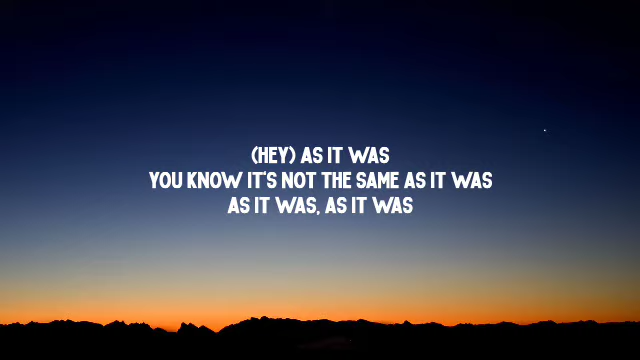 (HEY) AS IT WAS
YOU KNOW IT'S NOT THE SAME AS IT WAS
AS IT WAS, AS IT WAS